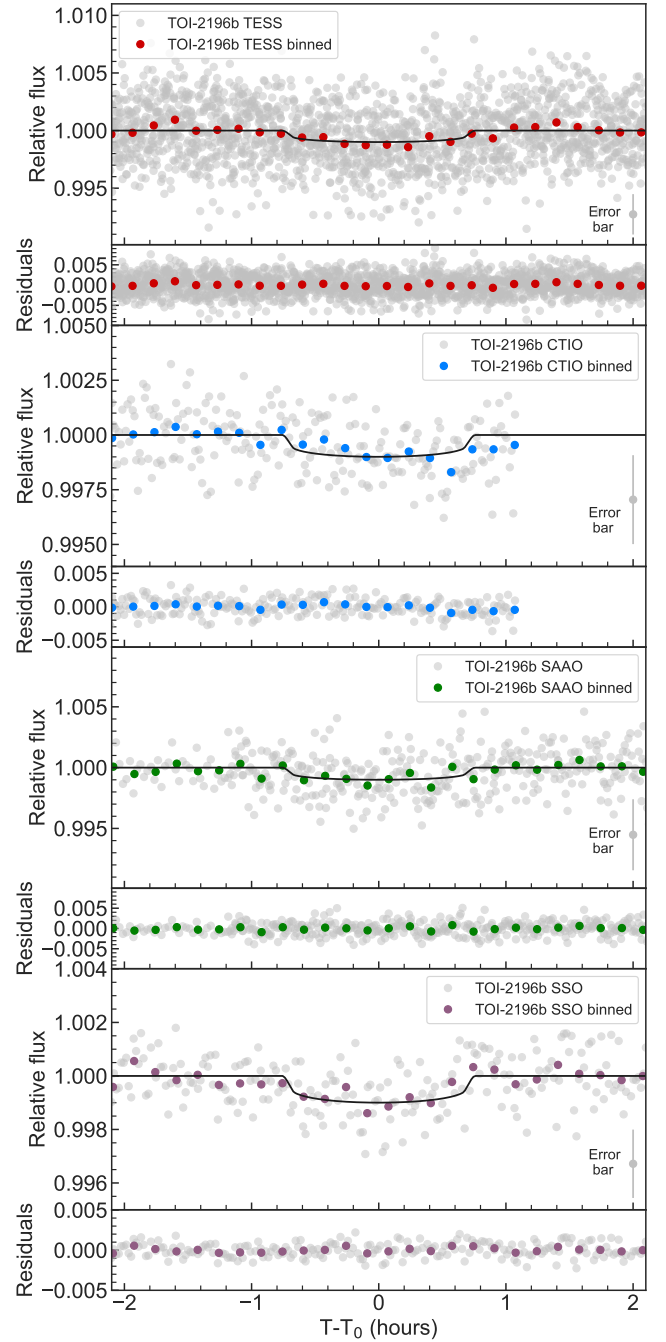 1.010
1.005
1.000
0.995
Relative flux
TOI-2196b TESS
TOI-2196b TESS binned
Error
bar
0.005
0.000
−0.005
Residuals
1.0050
1.0025
1.0000
0.9975
0.9950
Relative flux
TOI-2196b CTIO
TOI-2196b CTIO binned
Error
bar
0.005
0.000
−0.005
Residuals
1.005
1.000
0.995
Relative flux
TOI-2196b SAAO
TOI-2196b SAAO binned
Error
bar
0.005
0.000
−0.005
Residuals
1.004
1.002
1.000
0.998
0.996
Relative flux
TOI-2196b SSO
TOI-2196b SSO binned
Error
bar
0.005
0.000
−0.005
Residuals
−2 −1 0 1 2
T-T₀ (hours)